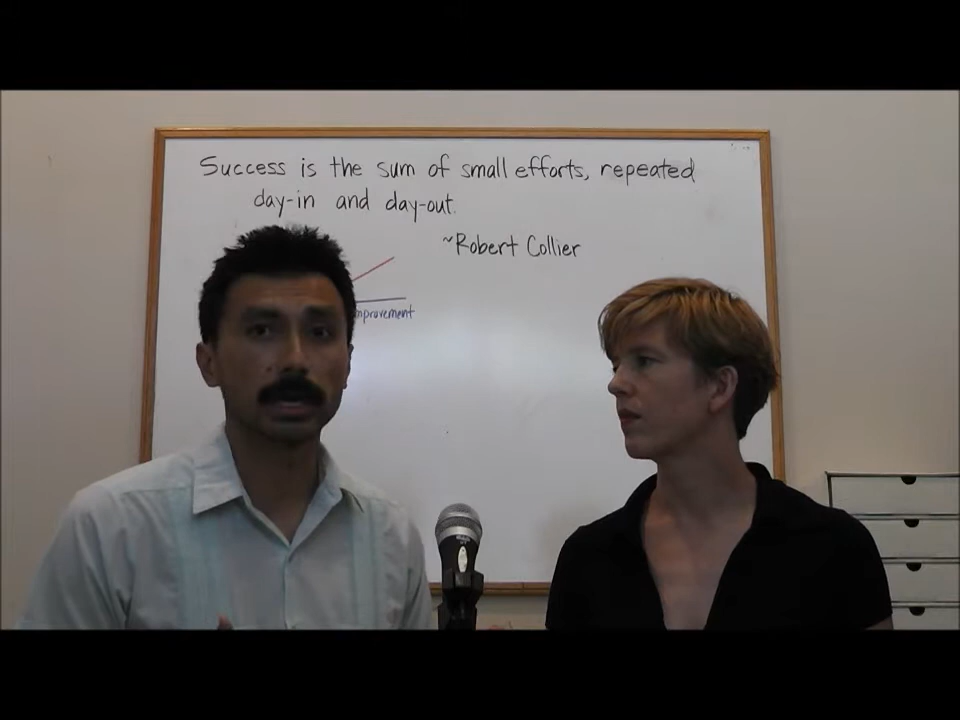 Success is the sum of small efforts, repeated
day-in and day-out.
~Robert Collier
mprovement